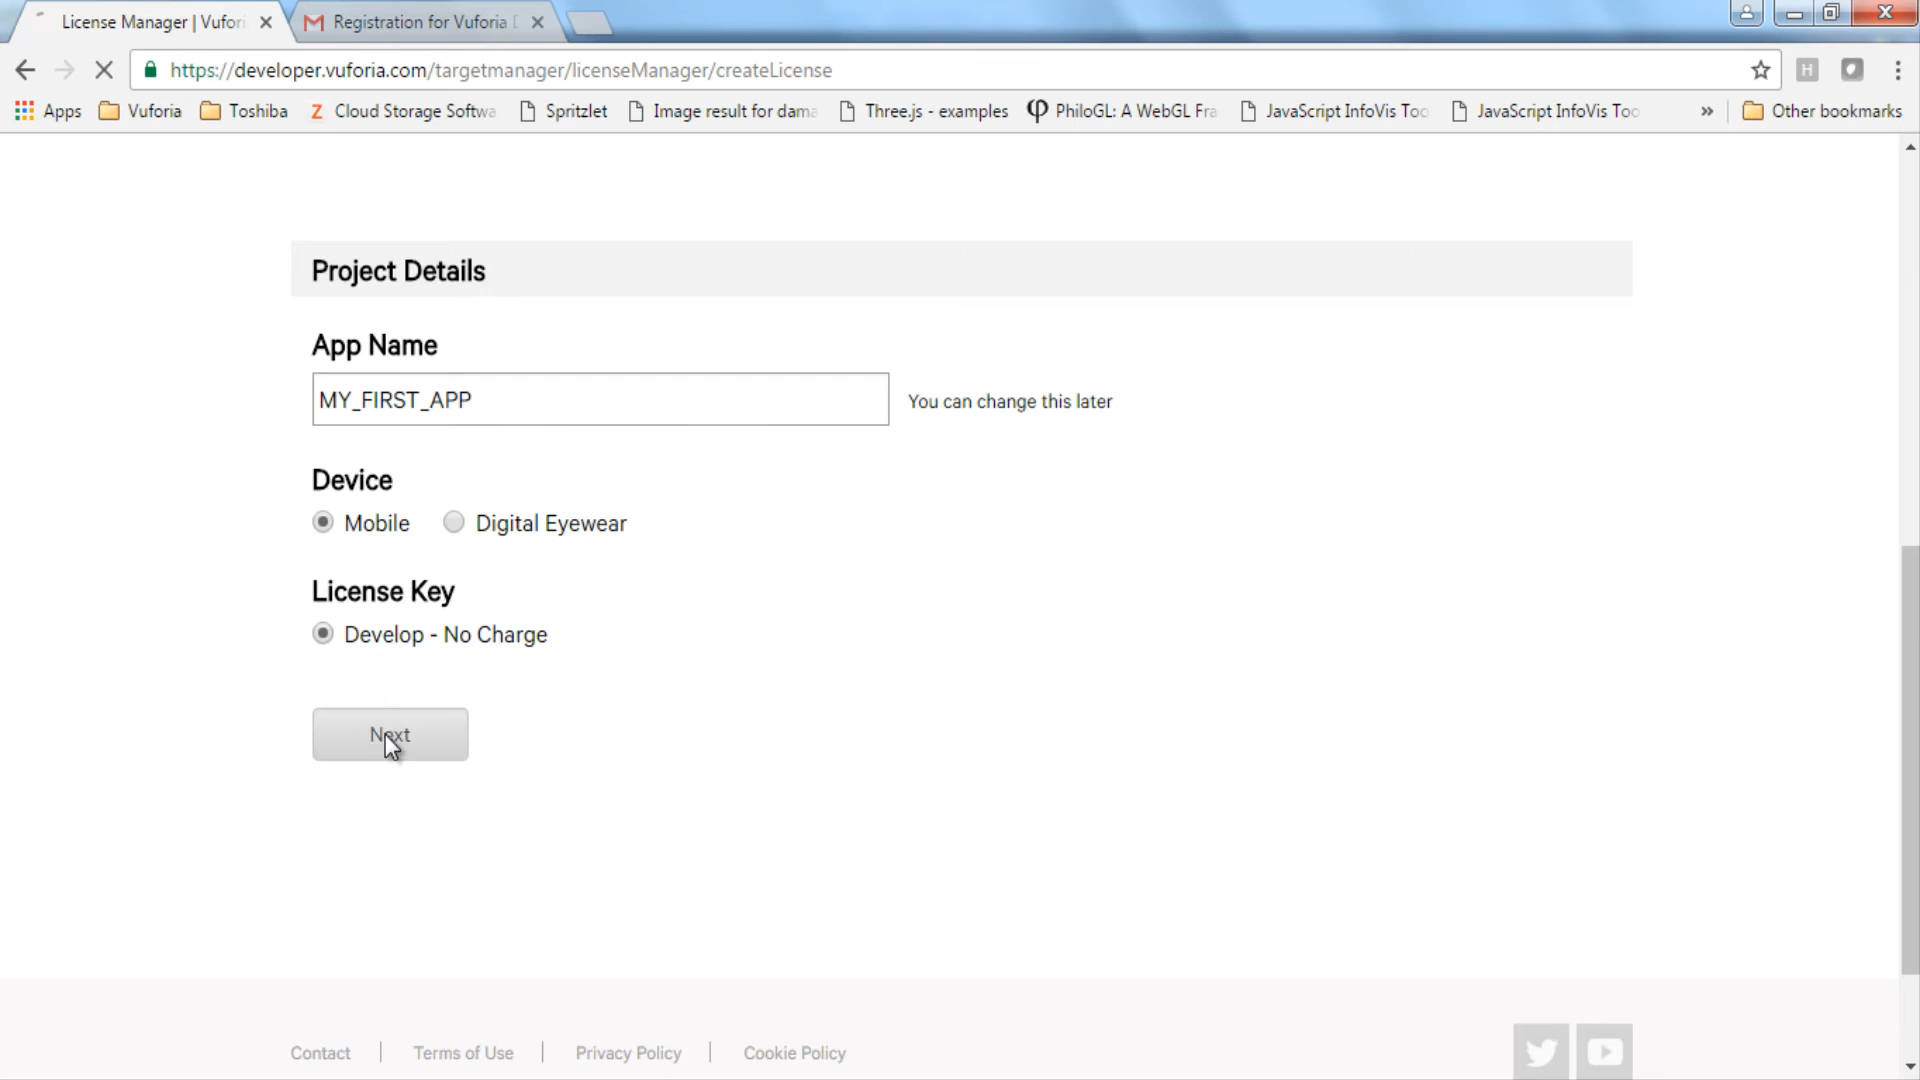 License Manager | Vufori
Registration for Vuforia D
https://developer.vuforia.com/targetmanager/licenseManager/createLicense
H
Apps Vuforia Toshiba Z Cloud Storage Softwa Spritzlet Image result for dama Three.js - examples PhiloGL: A WebGL Fra JavaScript InfoVis Too JavaScript InfoVis Too » Other bookmarks
Project Details
App Name
MY_FIRST_APP You can change this later
Device
Mobile Digital Eyewear
License Key
Develop - No Charge
Next
Contact | Terms of Use | Privacy Policy | Cookie Policy